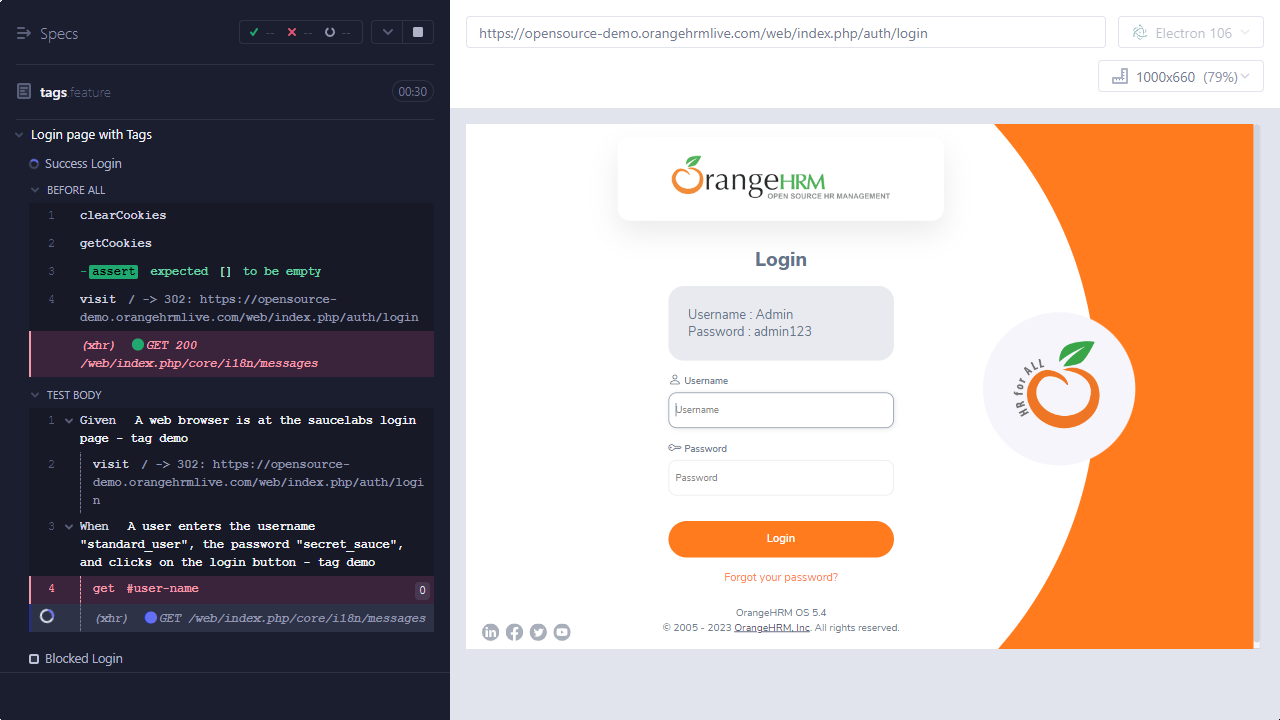 Specs
-- -- --
tags.feature
00:30
Login page with Tags
Success Login
BEFORE ALL
1 clearCookies
2 getCookies
3 -assert expected [] to be empty
4 visit / -> 302: https://opensource-
demo.orangehrmlive.com/web/index.php/auth/login
(xhr) GET 200
/web/index.php/core/i18n/messages
TEST BODY
1 Given A web browser is at the saucelabs login
page - tag demo
2 visit / -> 302: https://opensource-
demo.orangehrmlive.com/web/index.php/auth/logi
n
3 When A user enters the username
"standard_user", the password "secret_sauce",
and clicks on the login button - tag demo
4 get #user-name 0
(xhr) GET /web/index.php/core/i18n/messages
Blocked Login
https://opensource-demo.orangehrmlive.com/web/index.php/auth/login
Electron 106
1000x660 (79%)
OrangeHRM
OPEN SOURCE HR MANAGEMENT
Login
Username : Admin
Password : admin123
Username
Username
Password
Password
Login
Forgot your password?
OrangeHRM OS 5.4
© 2005 - 2023 OrangeHRM, Inc. All rights reserved.
HR for ALL